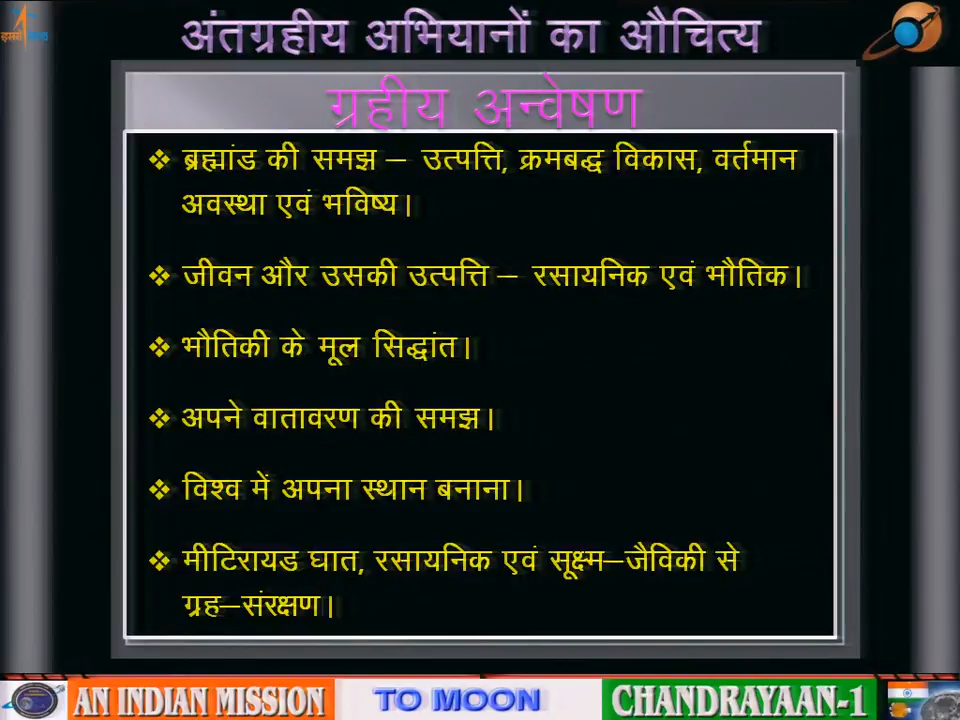 अंतग्रहीय अभियानों का औचित्य
ग्रहीय अन्वेषण
❖ ब्रह्मांड की समझ – उत्पत्ति, क्रमबद्ध विकास, वर्तमान
अवस्था एवं भविष्य।
❖ जीवन और उसकी उत्पत्ति – रसायनिक एवं भौतिक।
❖ भौतिकी के मूल सिद्धांत।
❖ अपने वातावरण की समझ।
❖ विश्व में अपना स्थान बनाना।
❖ मीटिरायड घात, रसायनिक एवं सूक्ष्म–जैविकी से
ग्रह–संरक्षण।
AN INDIAN MISSION TO MOON CHANDRAYAAN-1